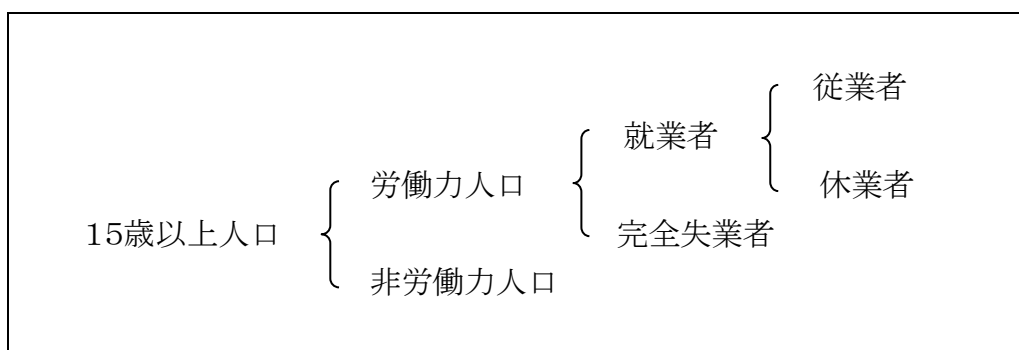 従業者
就業者
労働力人口
休業者
15歳以上人口
完全失業者
非労働力人口